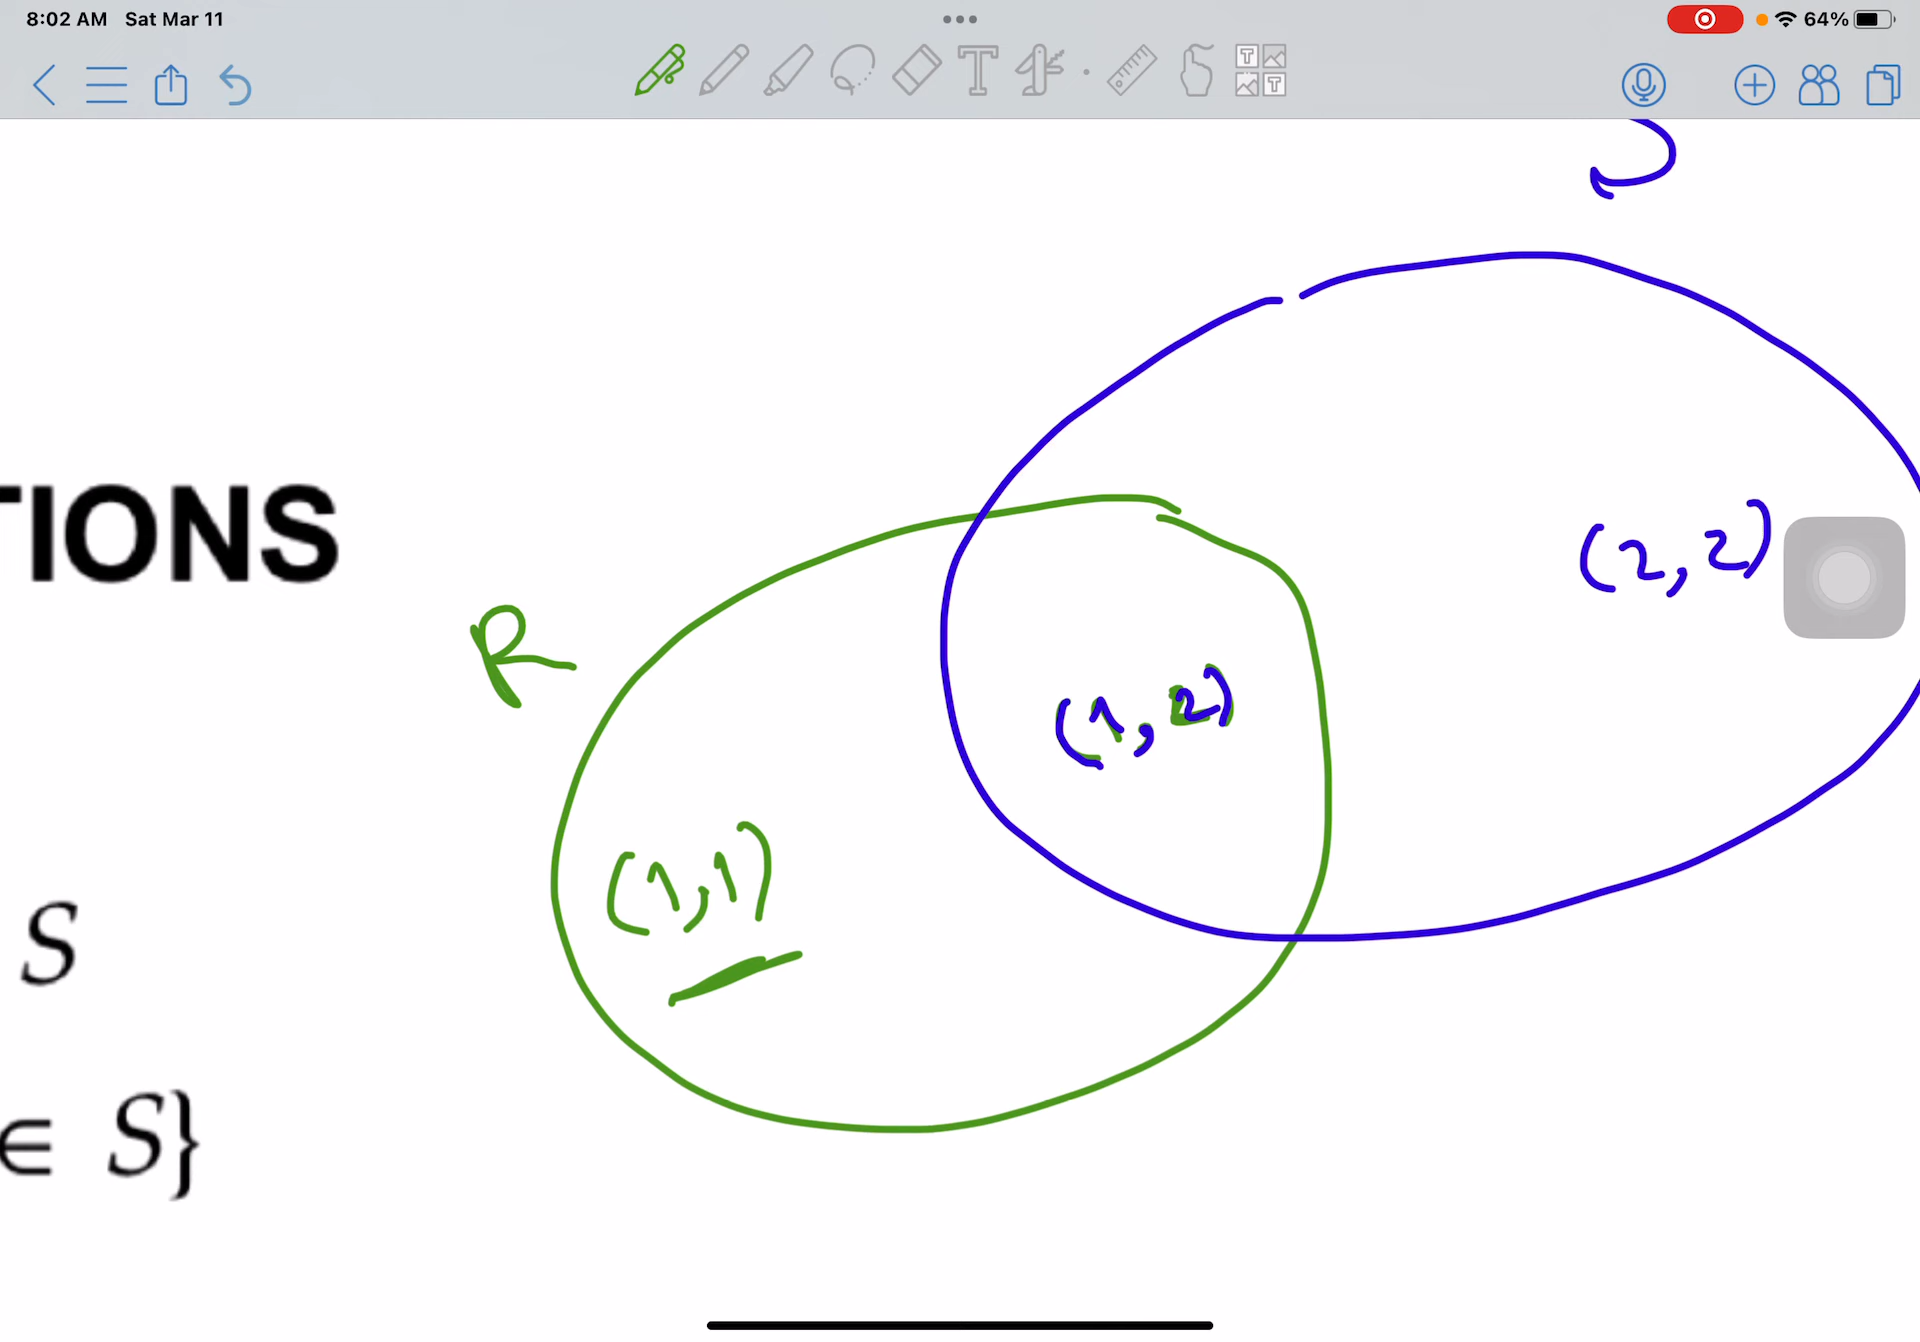 8:02 AM Sat Mar 11
64%
S
TIONS
R
(2,2)
(1,2)
(1,1)
S
∈ S}